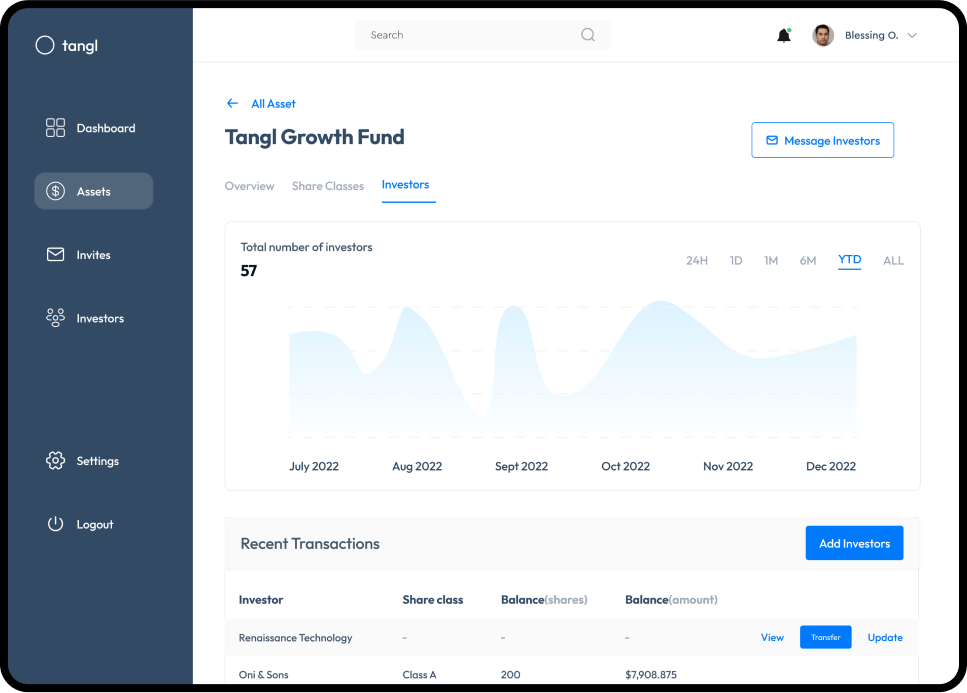 tangl
Search
Blessing O.
Dashboard
Assets
Invites
Investors
Settings
Logout
All Asset
Tangl Growth Fund
Message Investors
Overview Share Classes Investors
Total number of investors
57
24H 1D 1M 6M YTD ALL
July 2022 Aug 2022 Sept 2022 Oct 2022 Nov 2022 Dec 2022
Recent Transactions
Add Investors
Investor Share class Balance(shares) Balance(amount)
Renaissance Technology - - - View Transfer Update
Oni & Sons Class A 200 $7,908.875